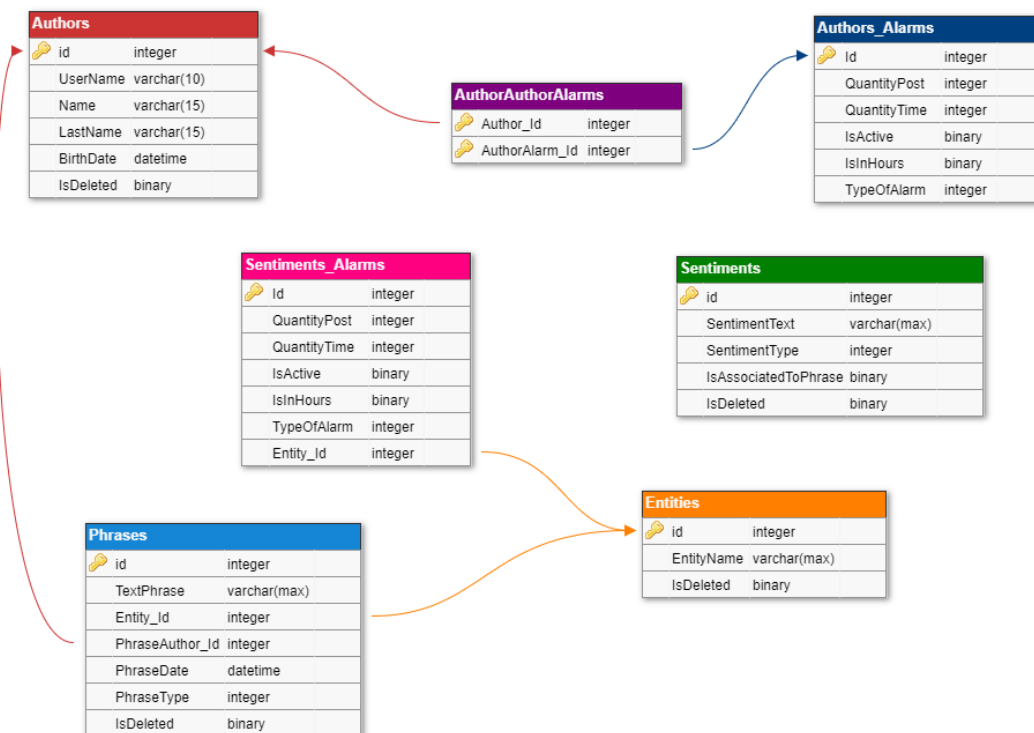 Authors
id integer
UserName varchar(10)
Name varchar(15)
LastName varchar(15)
BirthDate datetime
IsDeleted binary
AuthorAuthorAlarms
Author_Id integer
AuthorAlarm_Id integer
Authors_Alarms
Id integer
QuantityPost integer
QuantityTime integer
IsActive binary
IsInHours binary
TypeOfAlarm integer
Sentiments_Alarms
Id integer
QuantityPost integer
QuantityTime integer
IsActive binary
IsInHours binary
TypeOfAlarm integer
Entity_Id integer
Sentiments
id integer
SentimentText varchar(max)
SentimentType integer
IsAssociatedToPhrase binary
IsDeleted binary
Entities
id integer
EntityName varchar(max)
IsDeleted binary
Phrases
id integer
TextPhrase varchar(max)
Entity_Id integer
PhraseAuthor_Id integer
PhraseDate datetime
PhraseType integer
IsDeleted binary